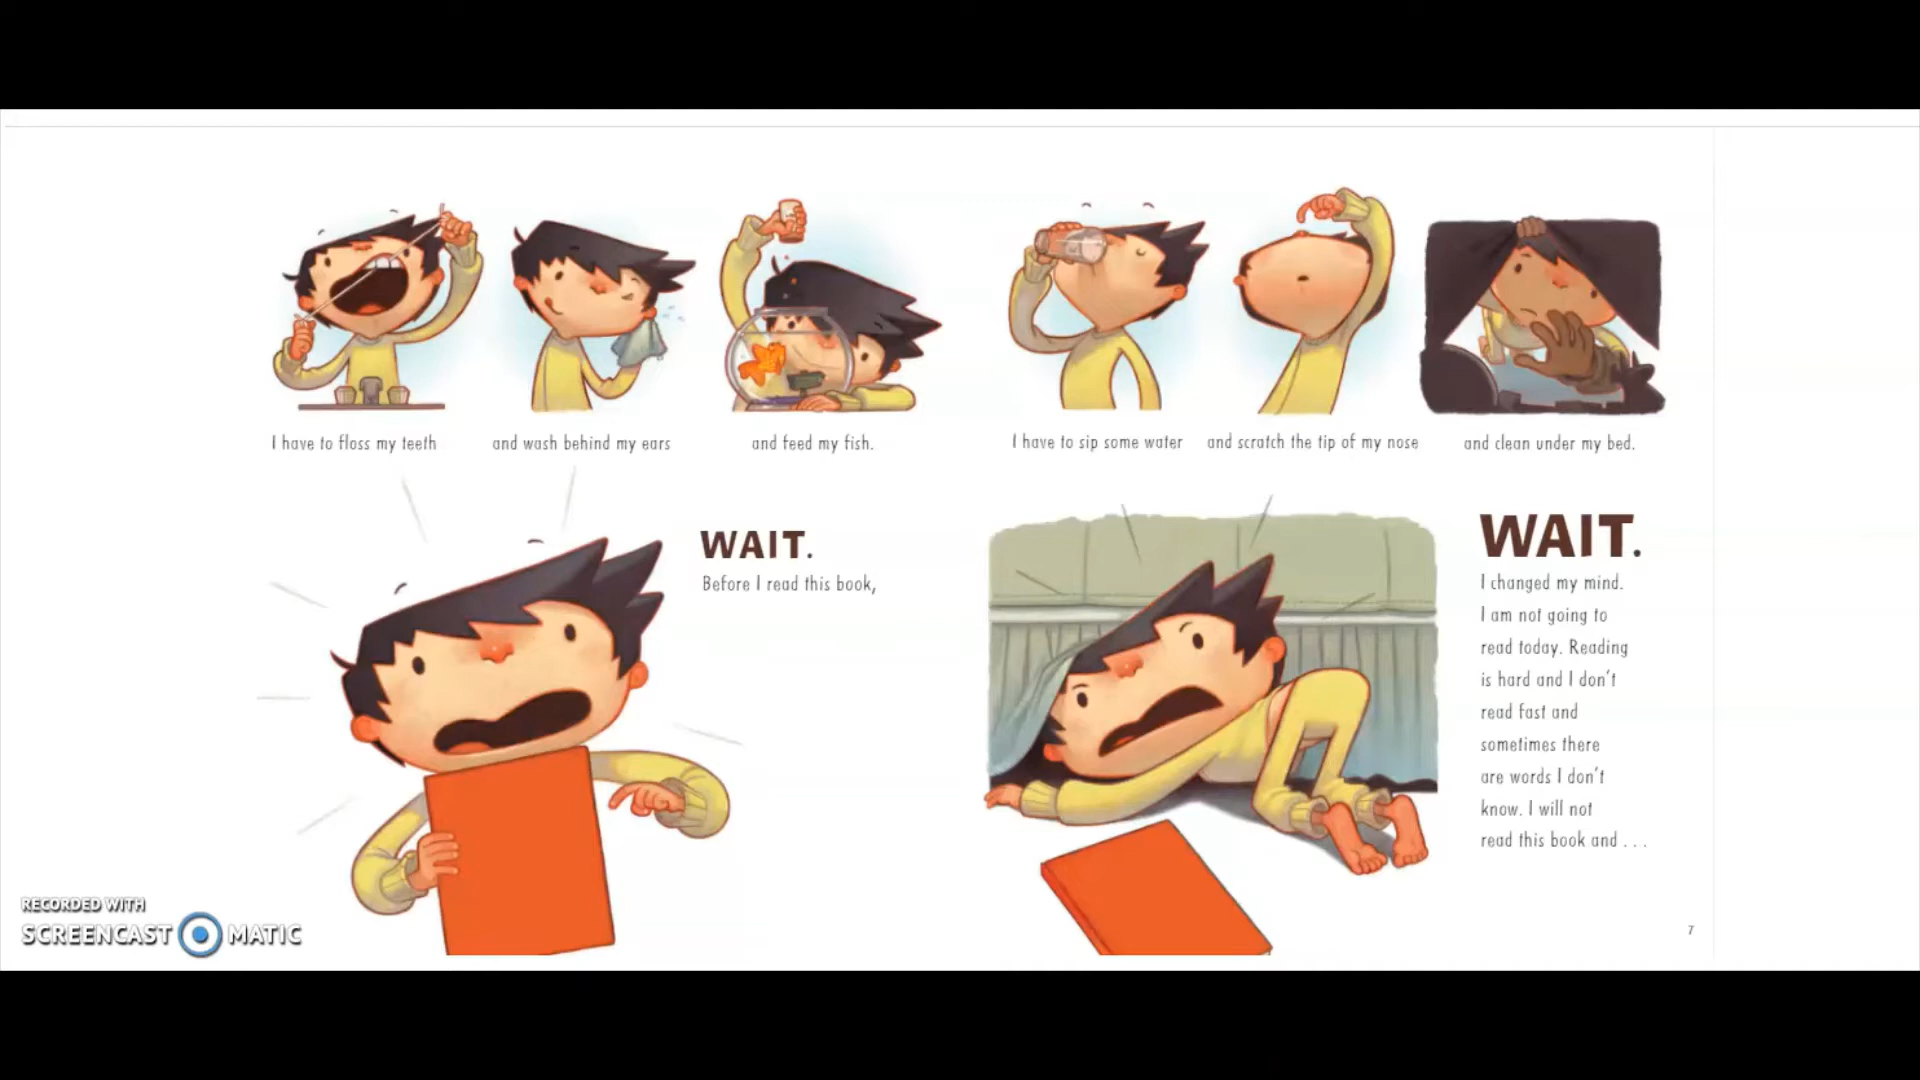 I have to floss my teeth
and wash behind my ears
and feed my fish.
WAIT.
Before I read this book,
I have to sip some water
and scratch the tip of my nose
and clean under my bed.
WAIT.
I changed my mind.
I am not going to
read today. Reading
is hard and I don't
read fast and
sometimes there
are words I don't
know. I will not
read this book and . . .
7
RECORDED WITH
SCREENCAST MATIC